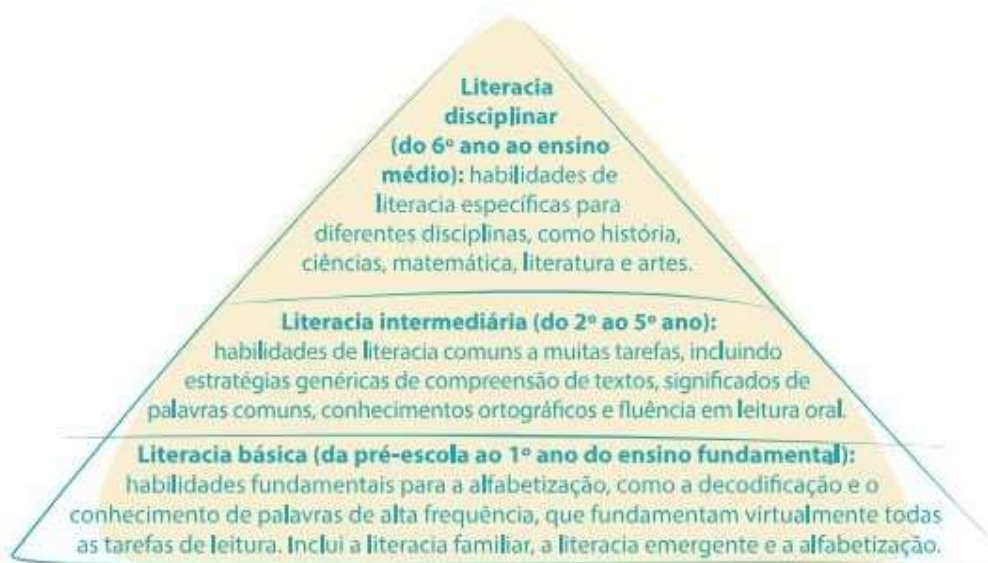 Literacia
disciplinar
(do 6º ano ao ensino
médio): habilidades de
literacia específicas para
diferentes disciplinas, como história,
ciências, matemática, literatura e artes.
Literacia intermediária (do 2º ao 5º ano):
habilidades de literacia comuns a muitas tarefas, incluindo
estratégias genéricas de compreensão de textos, significados de
palavras comuns, conhecimentos ortográficos e fluência em leitura oral.
Literacia básica (da pré-escola ao 1º ano do ensino fundamental):
habilidades fundamentais para a alfabetização, como a decodificação e o
conhecimento de palavras de alta frequência, que fundamentam virtualmente todas
as tarefas de leitura. Inclui a literacia familiar, a literacia emergente e a alfabetização.